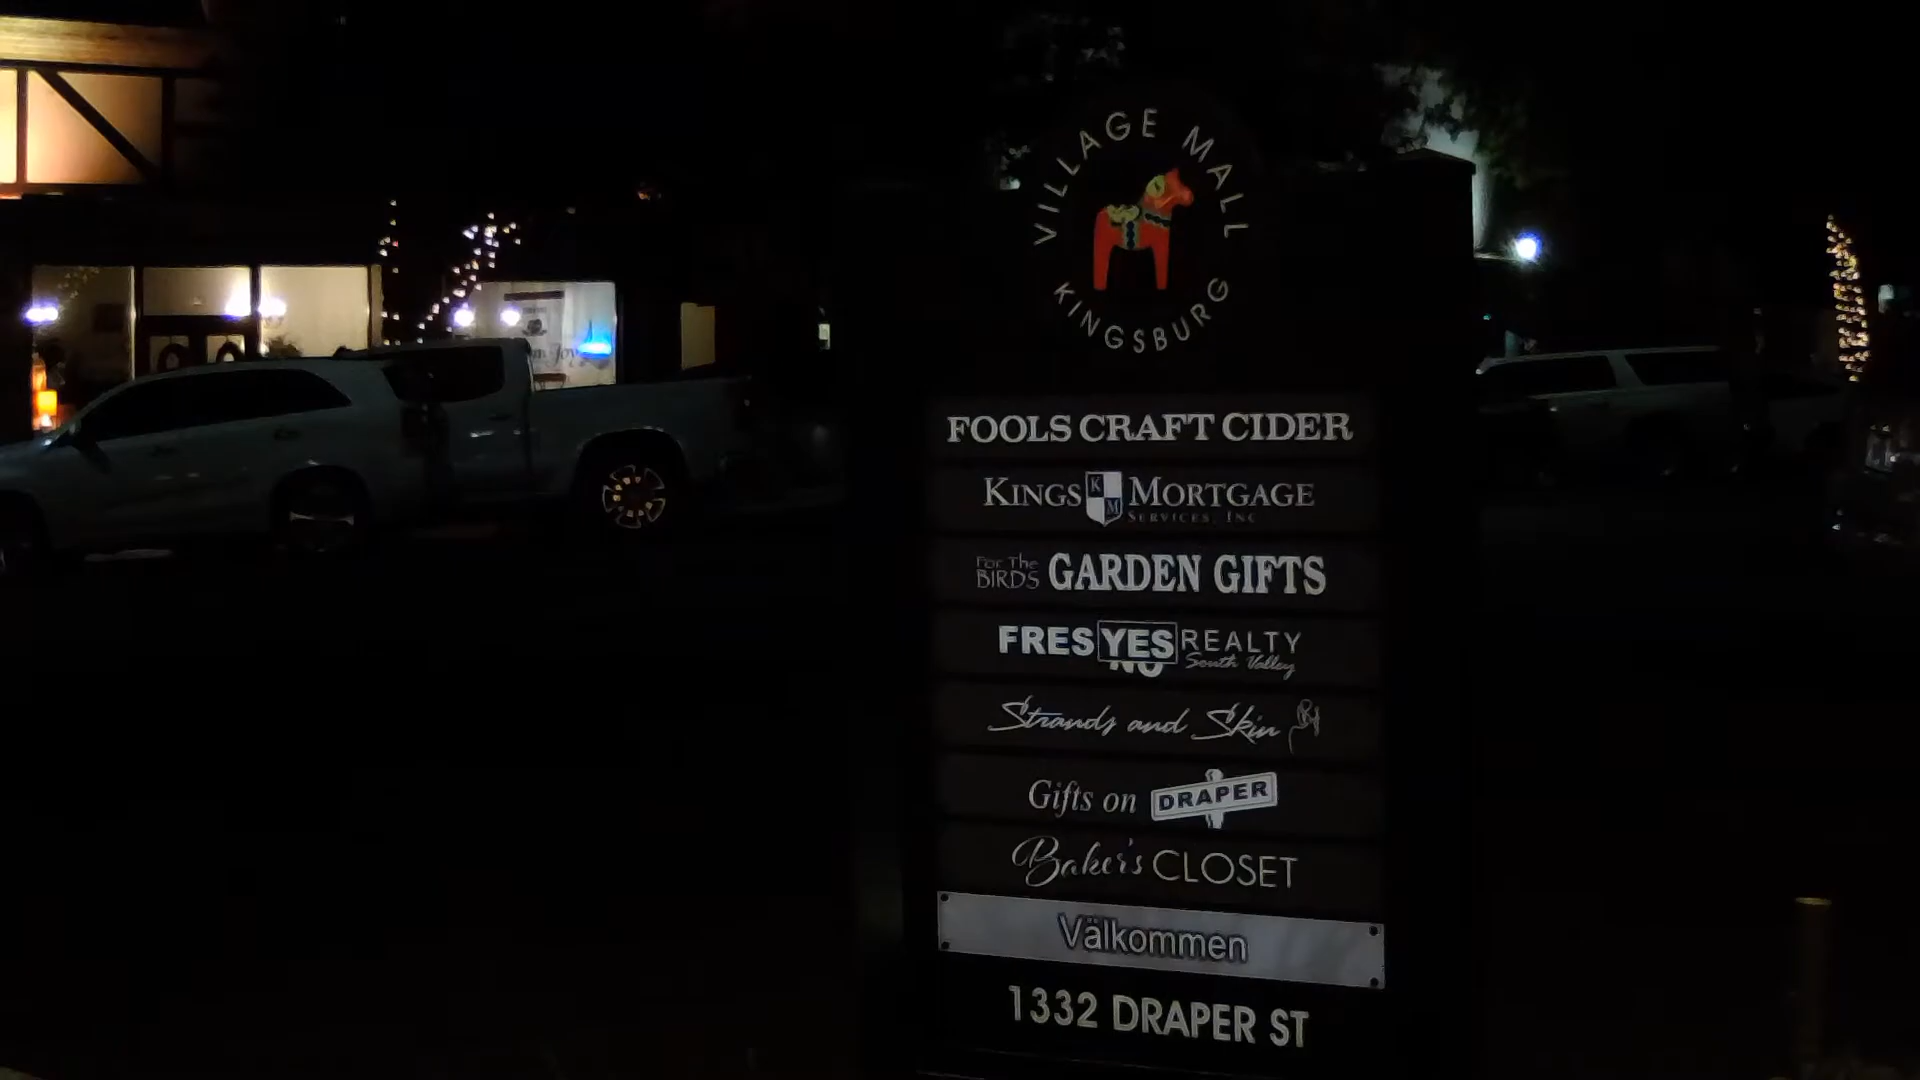 VILLAGE MALL
KINGSBURG
FOOLS CRAFT CIDER
KINGS KM MORTGAGE
SERVICES, INC
For The
BIRDS GARDEN GIFTS
FRESYES REALTY
NO South Valley
Strands and Skin
Gifts on DRAPER
Baker's CLOSET
Välkommen
1332 DRAPER ST